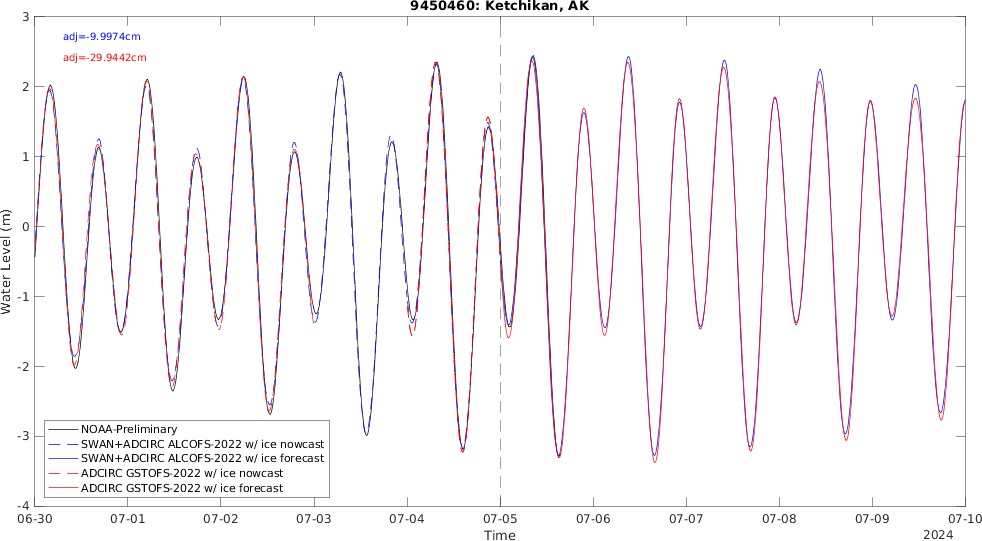 9450460: Ketchikan, AK
3
adj=-9.9974cm
adj=-29.9442cm
2
1
0
-1
-2
-3
-4
Water Level (m)
NOAA-Preliminary
SWAN+ADCIRC ALCOFS-2022 w/ ice nowcast
SWAN+ADCIRC ALCOFS-2022 w/ ice forecast
ADCIRC GSTOFS-2022 w/ ice nowcast
ADCIRC GSTOFS-2022 w/ ice forecast
06-30 07-01 07-02 07-03 07-04 07-05 07-06 07-07 07-08 07-09 07-10
Time
2024